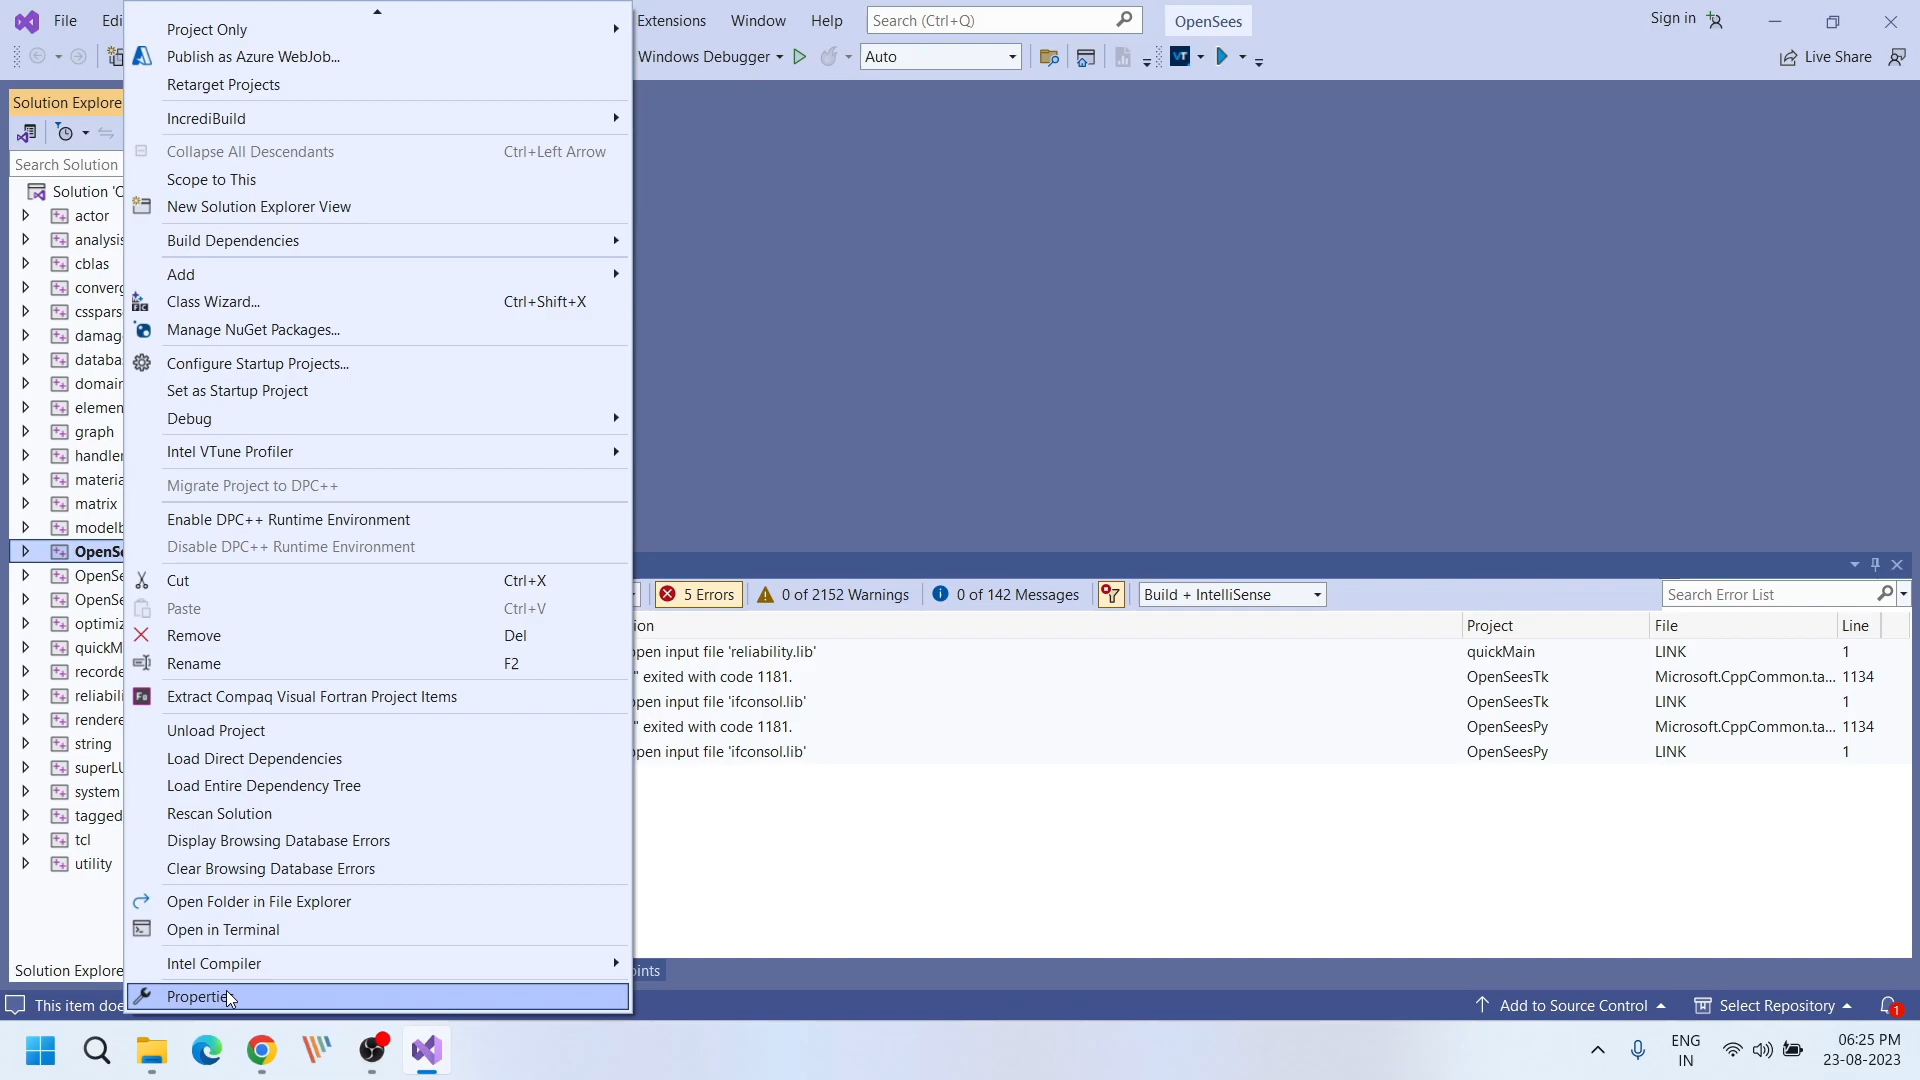 File
Edi
Extensions
Window
Help
Search (Ctrl+Q)
OpenSees
Sign in
Windows Debugger
Auto
Live Share
Solution Explore
Search Solution
Solution 'O
actor
analysis
cblas
converg
csspars
damag
databa
domain
elemen
graph
handler
materia
matrix
modelb
OpenSe
OpenSe
OpenSe
optimiz
quickM
recorde
reliabili
rendere
string
superLU
system
tagged
tcl
utility
Solution Explore
This item doe
Project Only
Publish as Azure WebJob...
Retarget Projects
IncrediBuild
Collapse All Descendants Ctrl+Left Arrow
Scope to This
New Solution Explorer View
Build Dependencies
Add
Class Wizard... Ctrl+Shift+X
Manage NuGet Packages...
Configure Startup Projects...
Set as Startup Project
Debug
Intel VTune Profiler
Migrate Project to DPC++
Enable DPC++ Runtime Environment
Disable DPC++ Runtime Environment
Cut Ctrl+X
Paste Ctrl+V
Remove Del
Rename F2
Extract Compaq Visual Fortran Project Items
Unload Project
Load Direct Dependencies
Load Entire Dependency Tree
Rescan Solution
Display Browsing Database Errors
Clear Browsing Database Errors
Open Folder in File Explorer
Open in Terminal
Intel Compiler
Properties
5 Errors
0 of 2152 Warnings
0 of 142 Messages
Build + IntelliSense
Search Error List
ion Project File Line
open input file 'reliability.lib' quickMain LINK 1
" exited with code 1181. OpenSeesTk Microsoft.CppCommon.ta... 1134
open input file 'ifconsol.lib' OpenSeesTk LINK 1
" exited with code 1181. OpenSeesPy Microsoft.CppCommon.ta... 1134
open input file 'ifconsol.lib' OpenSeesPy LINK 1
oints
Add to Source Control
Select Repository
1
ENG
IN
06:25 PM
23-08-2023